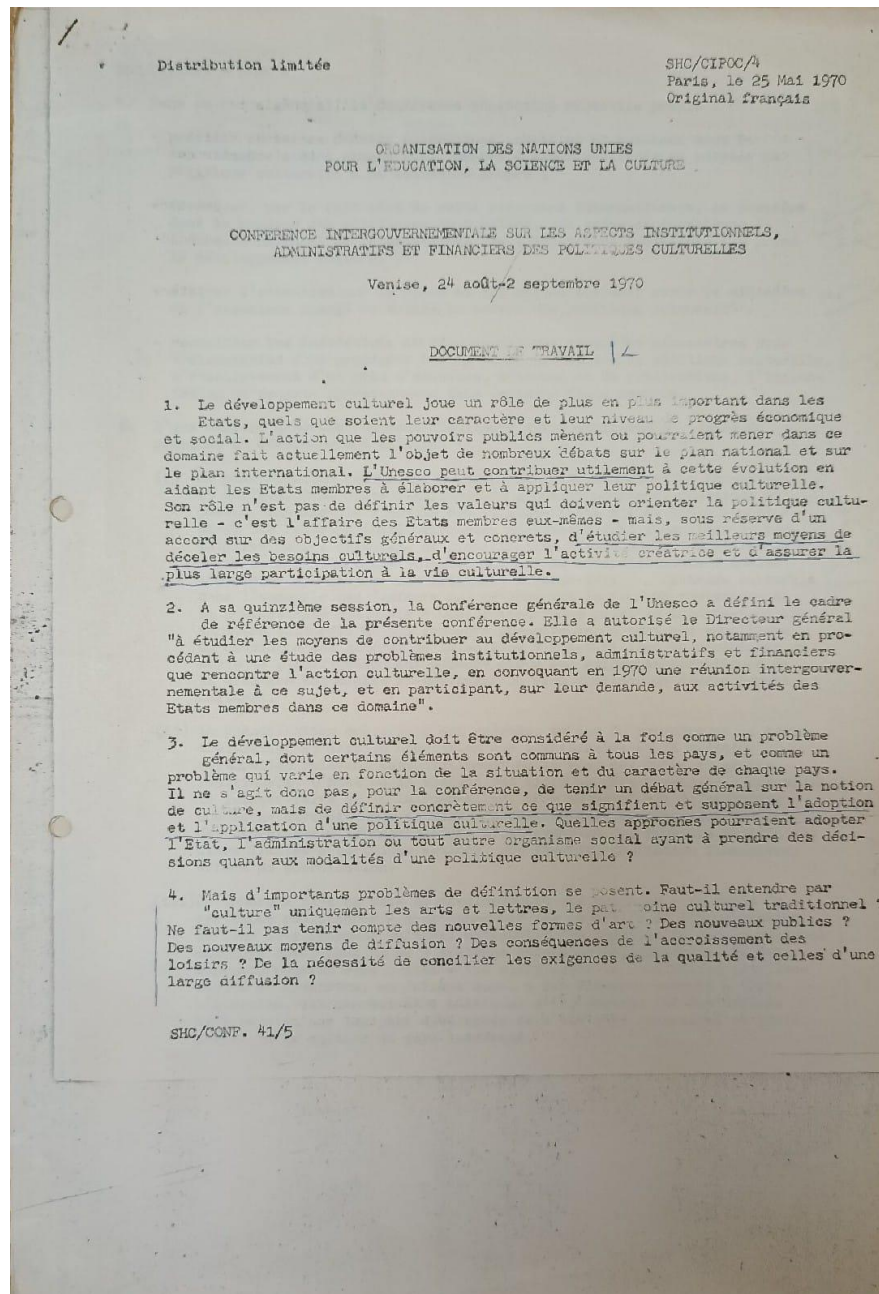 Distribution limitée
SHC/CIPOC/4
Paris, le 25 Mai 1970
Original français
ORGANISATION DES NATIONS UNIES
POUR L'EDUCATION, LA SCIENCE ET LA CULTURE
CONFERENCE INTERGOUVERNEMENTALE SUR LES ASPECTS INSTITUTIONNELS,
ADMINISTRATIFS ET FINANCIERS DES POLITIQUES CULTURELLES
Venise, 24 août-2 septembre 1970
DOCUMENT DE TRAVAIL
1. Le développement culturel joue un rôle de plus en plus important dans les
Etats, quels que soient leur caractère et leur niveau de progrès économique
et social. L'action que les pouvoirs publics mènent ou pourraient mener dans ce
domaine fait actuellement l'objet de nombreux débats sur le plan national et sur
le plan international. L'Unesco peut contribuer utilement à cette évolution en
aidant les Etats membres à élaborer et à appliquer leur politique culturelle.
Son rôle n'est pas de définir les valeurs qui doivent orienter la politique cultu-
relle - c'est l'affaire des Etats membres eux-mêmes - mais, sous réserve d'un
accord sur des objectifs généraux et concrets, d'étudier les meilleurs moyens de
déceler les besoins culturels, d'encourager l'activité créatrice et d'assurer la
plus large participation à la vie culturelle.
2. A sa quinzième session, la Conférence générale de l'Unesco a défini le cadre
de référence de la présente conférence. Elle a autorisé le Directeur général
"à étudier les moyens de contribuer au développement culturel, notamment en pro-
cédant à une étude des problèmes institutionnels, administratifs et financiers
que rencontre l'action culturelle, en convoquant en 1970 une réunion intergouver-
nementale à ce sujet, et en participant, sur leur demande, aux activités des
Etats membres dans ce domaine".
3. Le développement culturel doit être considéré à la fois comme un problème
général, dont certains éléments sont communs à tous les pays, et comme un
problème qui varie en fonction de la situation et du caractère de chaque pays.
Il ne s'agit donc pas, pour la conférence, de tenir un débat général sur la notion
de culture, mais de définir concrètement ce que signifient et supposent l'adoption
et l'application d'une politique culturelle. Quelles approches pourraient adopter
l'Etat, l'administration ou tout autre organisme social ayant à prendre des déci-
sions quant aux modalités d'une politique culturelle ?
4. Mais d'importants problèmes de définition se posent. Faut-il entendre par
"culture" uniquement les arts et lettres, le patrimoine culturel traditionnel ?
Ne faut-il pas tenir compte des nouvelles formes d'art ? Des nouveaux publics ?
Des nouveaux moyens de diffusion ? Des conséquences de l'accroissement des
loisirs ? De la nécessité de concilier les exigences de la qualité et celles d'une
large diffusion ?
SHC/CONF. 41/5